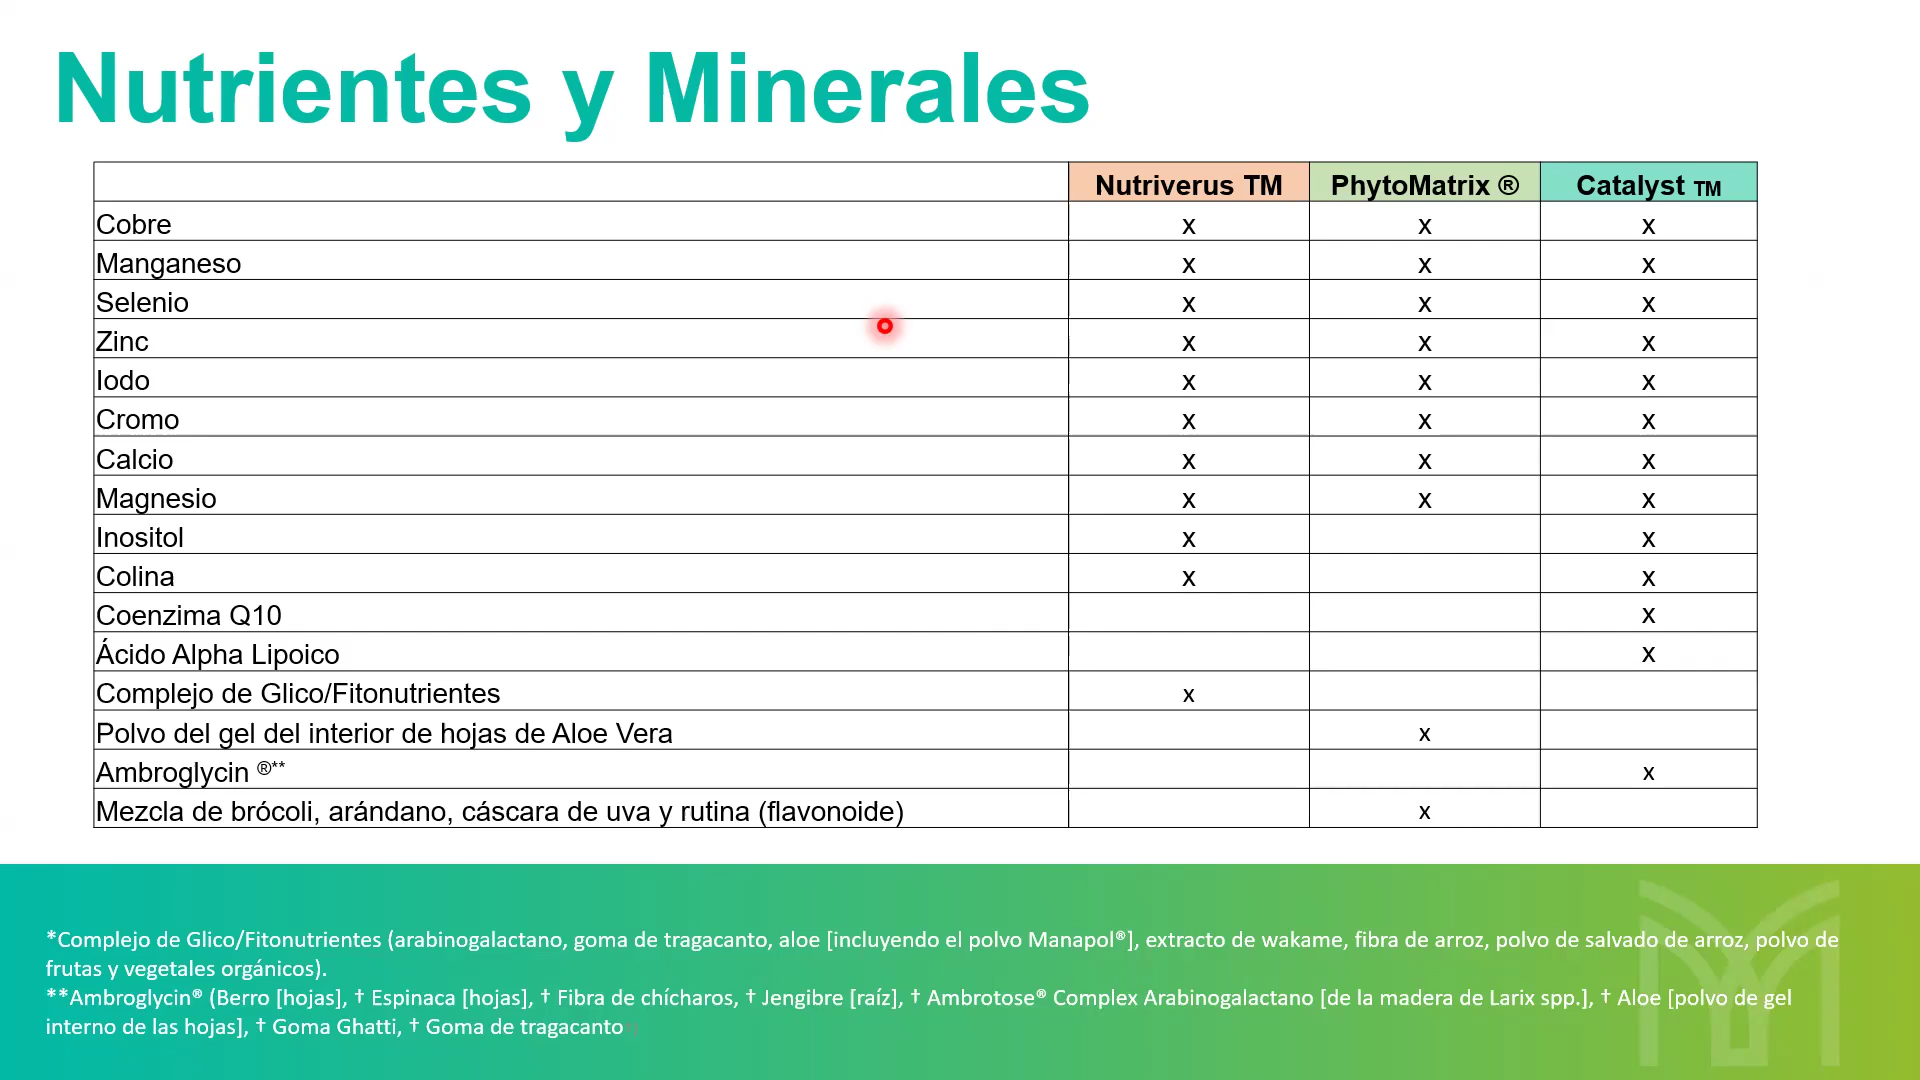 Nutrientes y Minerales
Nutriverus TM PhytoMatrix ® Catalyst TM
Cobre x x x
Manganeso x x x
Selenio x x x
Zinc x x x
Iodo x x x
Cromo x x x
Calcio x x x
Magnesio x x x
Inositol x x
Colina x x
Coenzima Q10 x
Ácido Alpha Lipoico x
Complejo de Glico/Fitonutrientes x
Polvo del gel del interior de hojas de Aloe Vera x
Ambroglycin ®** x
Mezcla de brócoli, arándano, cáscara de uva y rutina (flavonoide) x
*Complejo de Glico/Fitonutrientes (arabinogalactano, goma de tragacanto, aloe [incluyendo el polvo Manapol®], extracto de wakame, fibra de arroz, polvo de salvado de arroz, polvo de
frutas y vegetales orgánicos).
**Ambroglycin® (Berro [hojas], † Espinaca [hojas], † Fibra de chícharos, † Jengibre [raíz], † Ambrotose® Complex Arabinogalactano [de la madera de Larix spp.], † Aloe [polvo de gel
interno de las hojas], † Goma Ghatti, † Goma de tragacanto